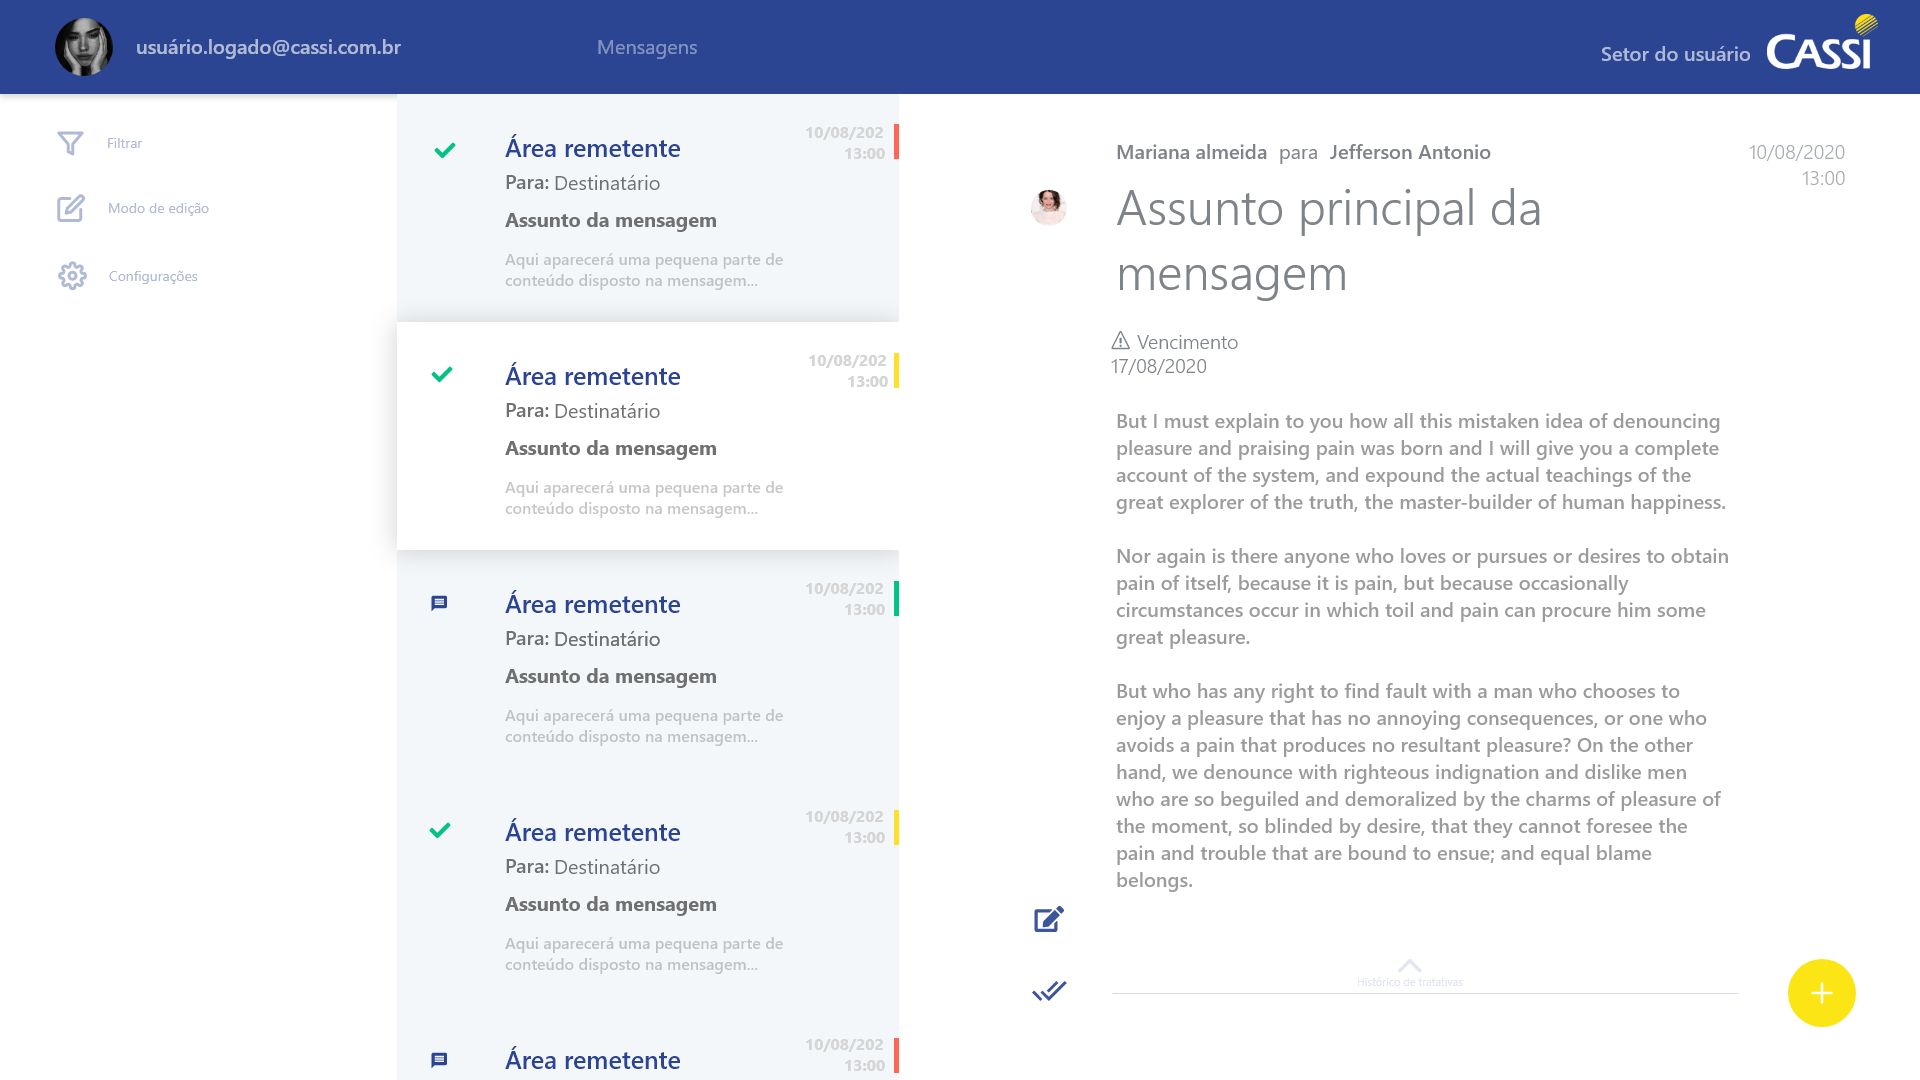 usuário.logado@cassi.com.br
Mensagens
Setor do usuário
CASSI
Filtrar
Modo de edição
Configurações
Área remetente
10/08/202
13:00
Para: Destinatário
Assunto da mensagem
Aqui aparecerá uma pequena parte de
conteúdo disposto na mensagem...
Área remetente
10/08/202
13:00
Para: Destinatário
Assunto da mensagem
Aqui aparecerá uma pequena parte de
conteúdo disposto na mensagem...
Área remetente
10/08/202
13:00
Para: Destinatário
Assunto da mensagem
Aqui aparecerá uma pequena parte de
conteúdo disposto na mensagem...
Área remetente
10/08/202
13:00
Para: Destinatário
Assunto da mensagem
Aqui aparecerá uma pequena parte de
conteúdo disposto na mensagem...
Área remetente
10/08/202
13:00
Mariana almeida para Jefferson Antonio
10/08/2020
13:00
Assunto principal da
mensagem
Vencimento
17/08/2020
But I must explain to you how all this mistaken idea of denouncing
pleasure and praising pain was born and I will give you a complete
account of the system, and expound the actual teachings of the
great explorer of the truth, the master-builder of human happiness.
Nor again is there anyone who loves or pursues or desires to obtain
pain of itself, because it is pain, but because occasionally
circumstances occur in which toil and pain can procure him some
great pleasure.
But who has any right to find fault with a man who chooses to
enjoy a pleasure that has no annoying consequences, or one who
avoids a pain that produces no resultant pleasure? On the other
hand, we denounce with righteous indignation and dislike men
who are so beguiled and demoralized by the charms of pleasure of
the moment, so blinded by desire, that they cannot foresee the
pain and trouble that are bound to ensue; and equal blame
belongs.
Histórico de tratativas